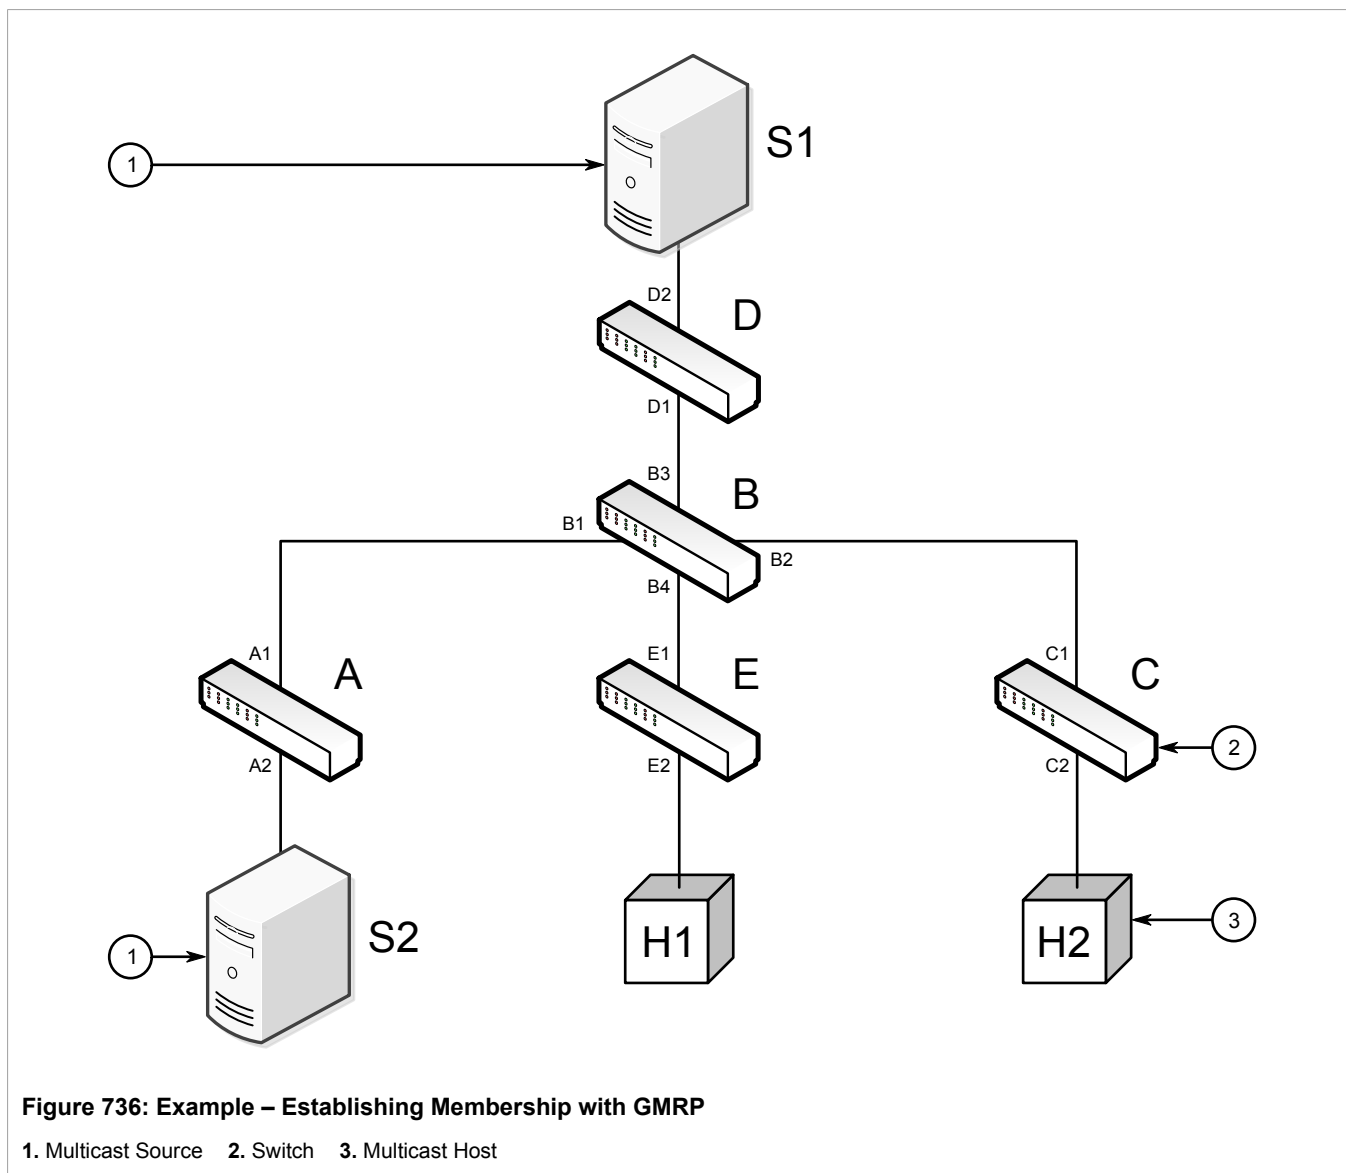 1
S1
D2
D
D1
B3
B
B1
B2
B4
A1
A
E1
E
C1
C
2
A2
E2
C2
S2
H1
H2
3
1
Figure 736: Example – Establishing Membership with GMRP
1. Multicast Source 2. Switch 3. Multicast Host